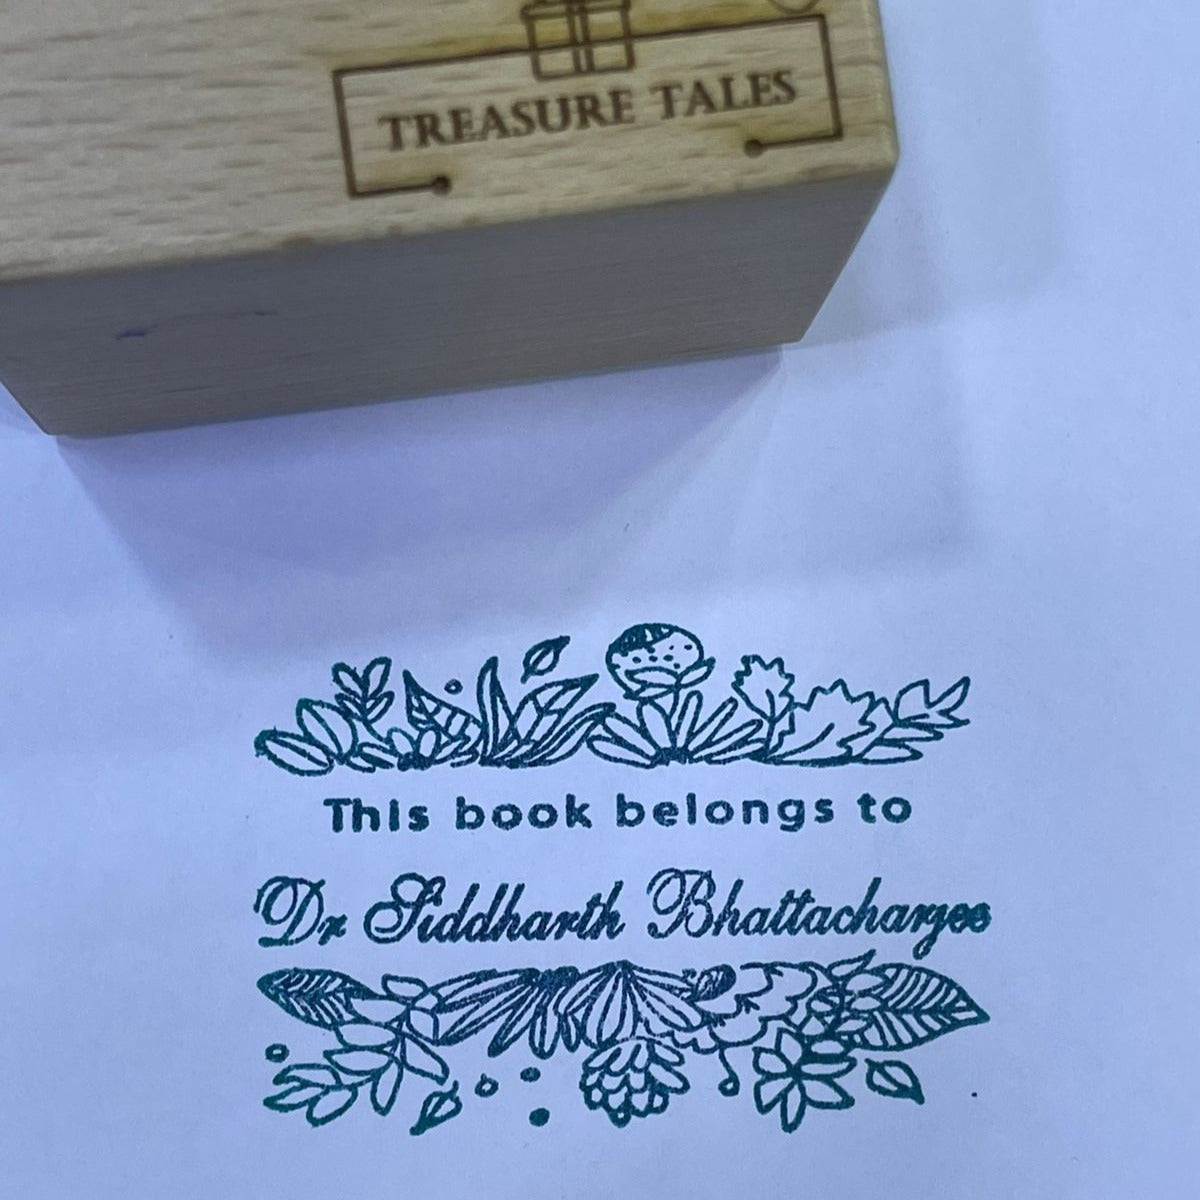 TREASURE TALES
This book belongs to
Dr Siddharth Bhattacharjee